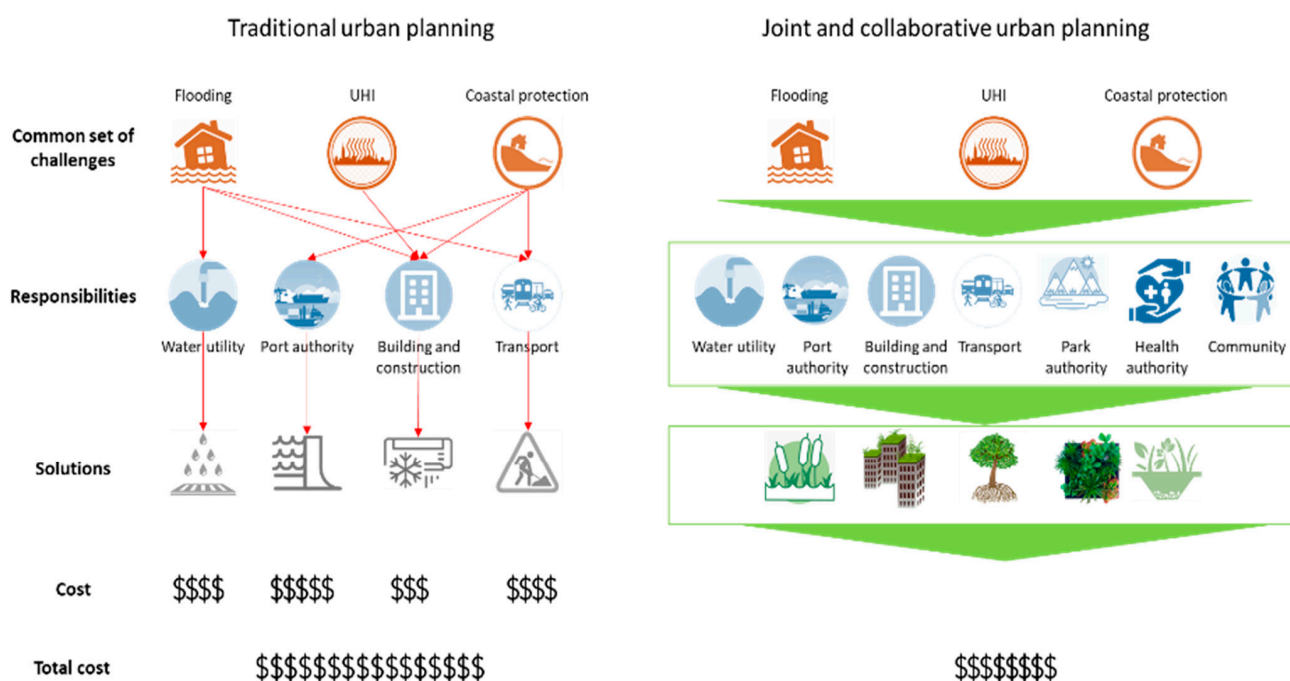 Traditional urban planning
Joint and collaborative urban planning
Flooding
UHI
Coastal protection
Flooding
UHI
Coastal protection
Common set of
challenges
Responsibilities
Water utility
Port authority
Building and
construction
Transport
Water utility
Port
authority
Building and
construction
Transport
Park
authority
Health
authority
Community
Solutions
Cost
$$$$
$$$$$
$$$
$$$$
Total cost
$$$$$$$$$$$$$$$$
$$$$$$$$